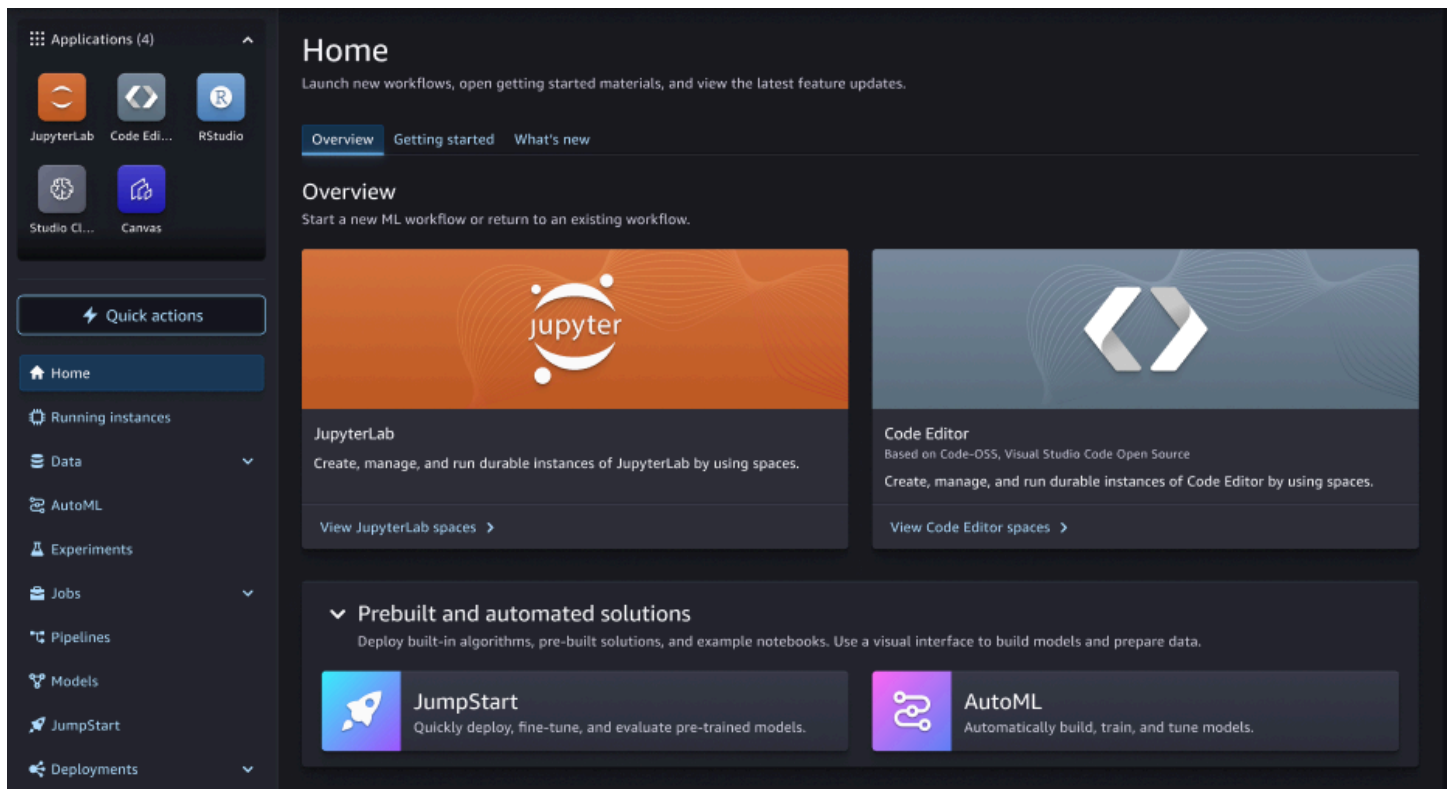 Applications (4)
JupyterLab
Code Edi...
RStudio
Studio Cl...
Canvas
Quick actions
Home
Running instances
Data
AutoML
Experiments
Jobs
Pipelines
Models
JumpStart
Deployments
Home
Launch new workflows, open getting started materials, and view the latest feature updates.
Overview
Getting started
What's new
Overview
Start a new ML workflow or return to an existing workflow.
jupyter
JupyterLab
Create, manage, and run durable instances of JupyterLab by using spaces.
View JupyterLab spaces
Code Editor
Based on Code-OSS, Visual Studio Code Open Source
Create, manage, and run durable instances of Code Editor by using spaces.
View Code Editor spaces
Prebuilt and automated solutions
Deploy built-in algorithms, pre-built solutions, and example notebooks. Use a visual interface to build models and prepare data.
JumpStart
Quickly deploy, fine-tune, and evaluate pre-trained models.
AutoML
Automatically build, train, and tune models.